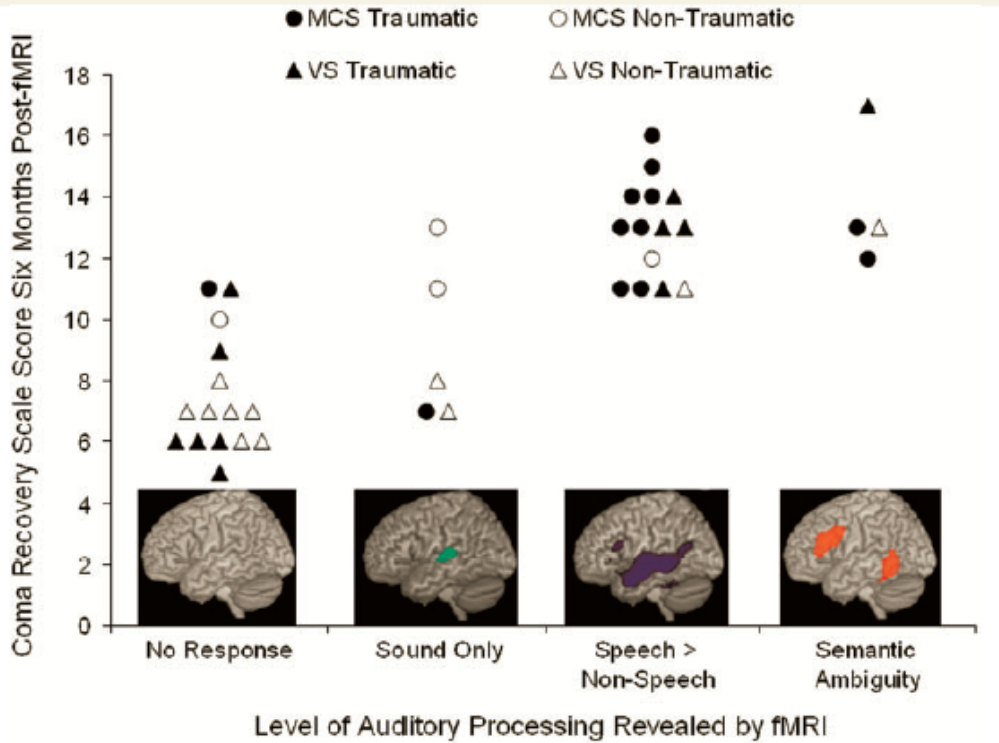 MCS Traumatic
MCS Non-Traumatic
VS Traumatic
VS Non-Traumatic
Coma Recovery Scale Score Six Months Post-fMRI
18
16
14
12
10
8
6
4
2
0
No Response
Sound Only
Speech >
Non-Speech
Semantic
Ambiguity
Level of Auditory Processing Revealed by fMRI